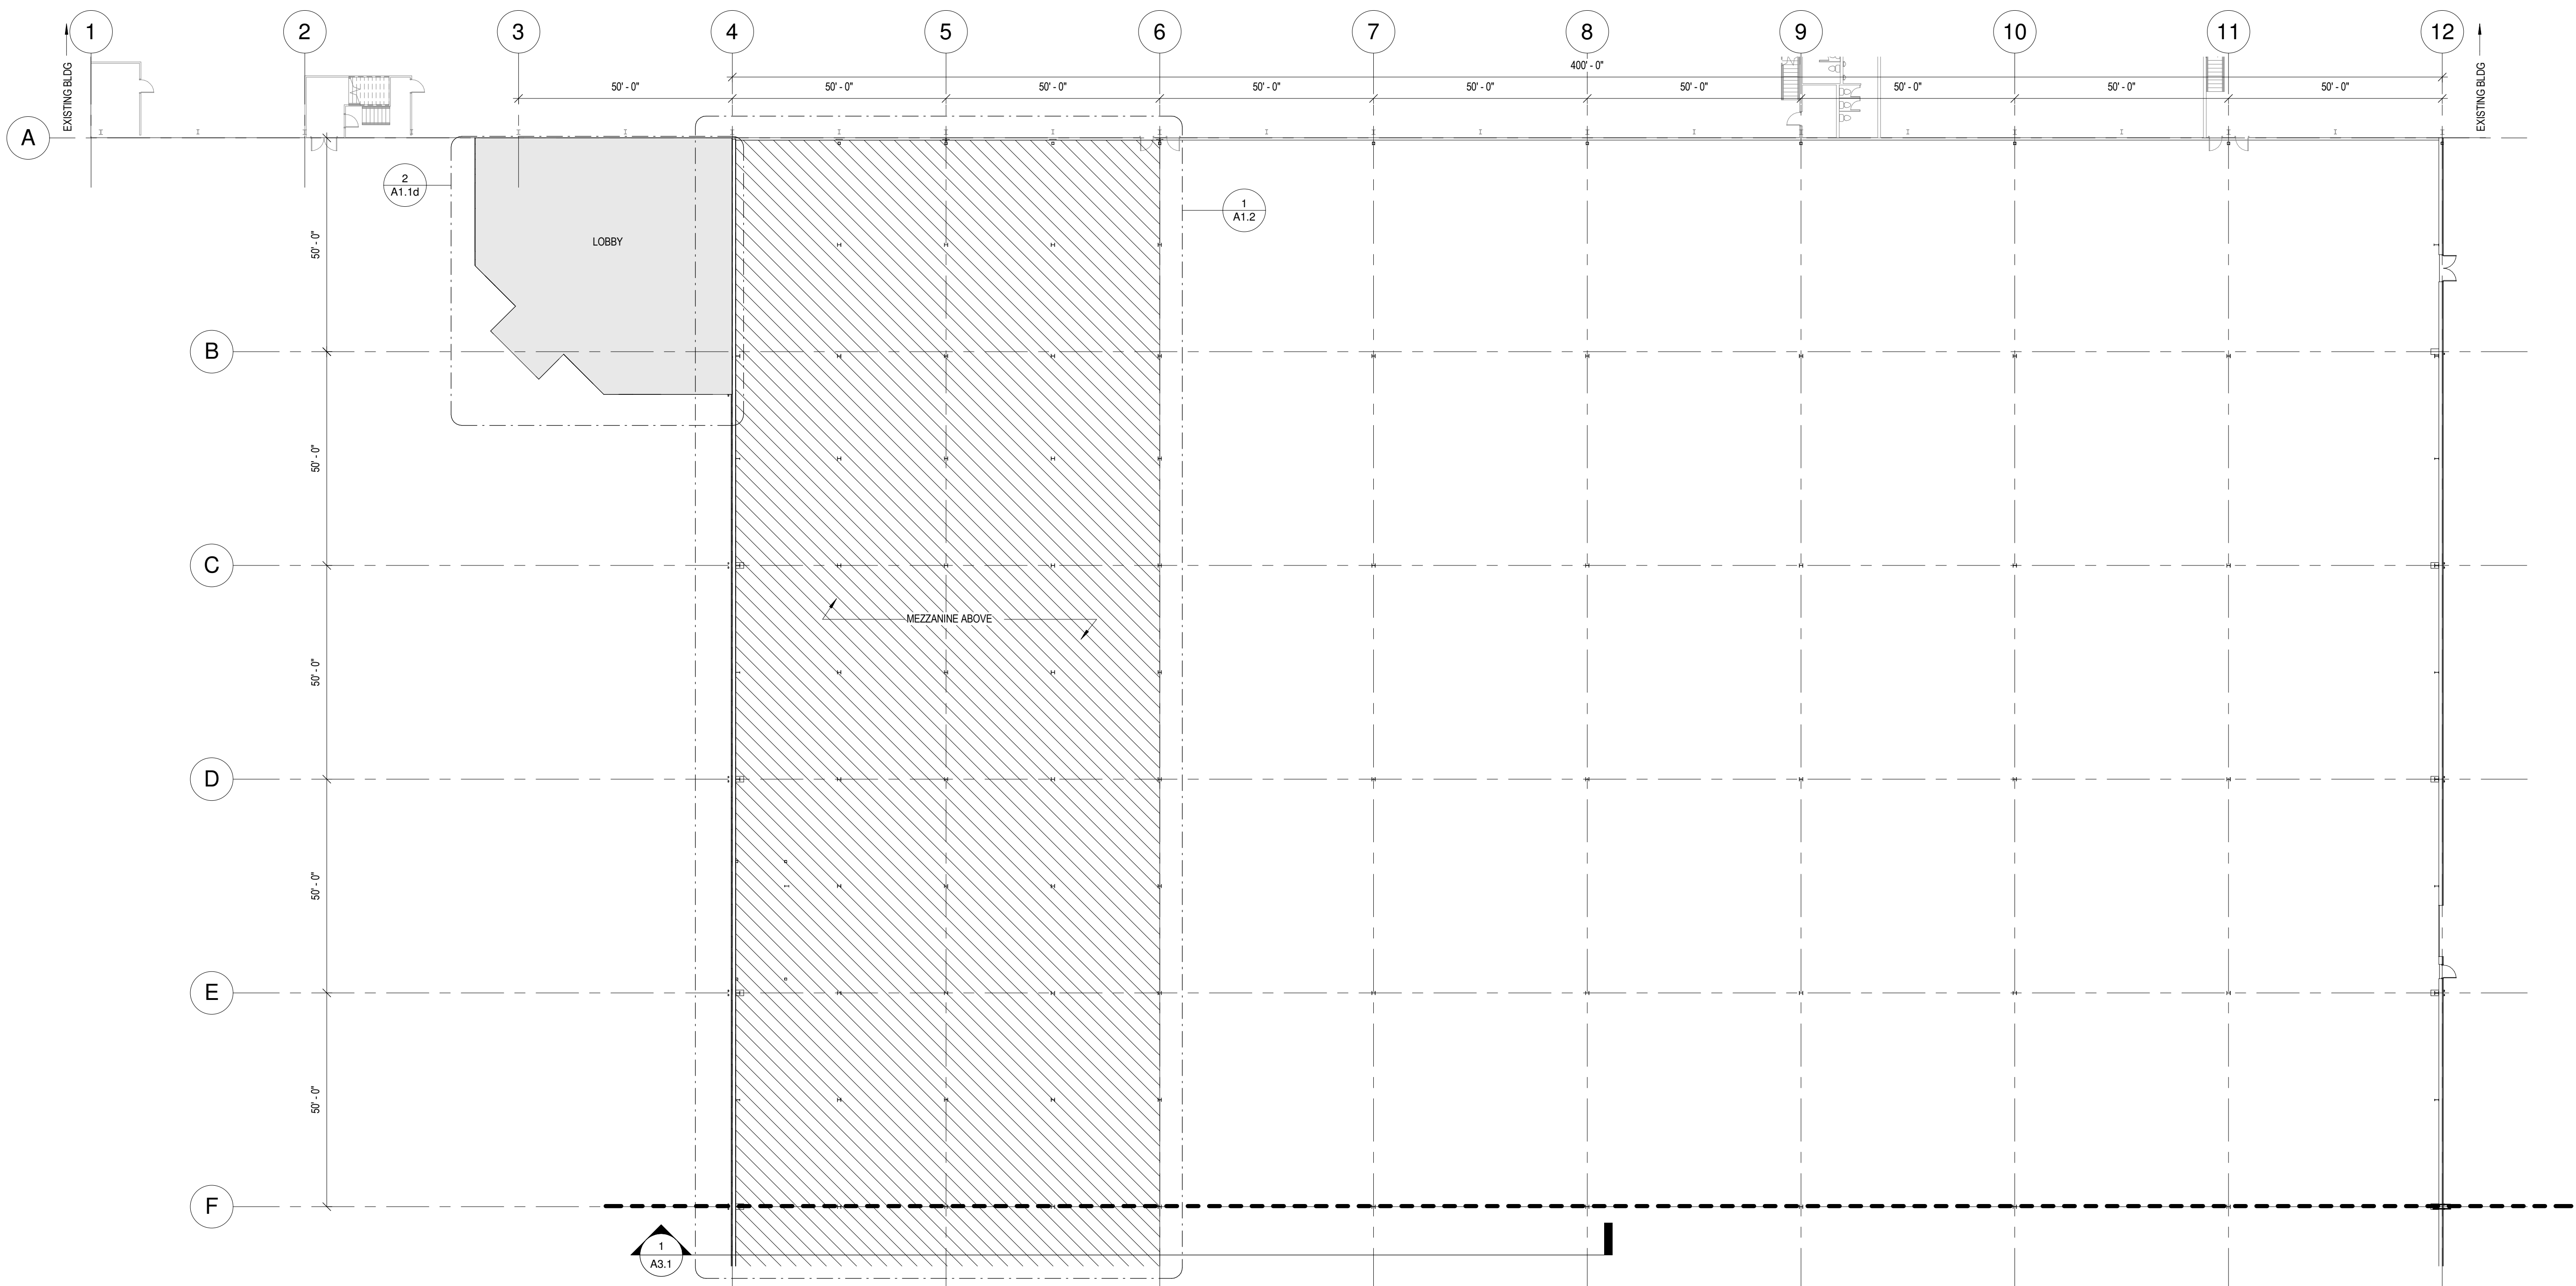 1
2
3
4
5
6
7
8
9
10
11
12
EXISTING BLDG
EXISTING BLDG
400' - 0"
50' - 0"
50' - 0"
50' - 0"
50' - 0"
50' - 0"
50' - 0"
50' - 0"
50' - 0"
50' - 0"
A
2
A1.1d
1
A1.2
LOBBY
50' - 0"
B
50' - 0"
C
MEZZANINE ABOVE
50' - 0"
D
50' - 0"
E
50' - 0"
F
1
A3.1